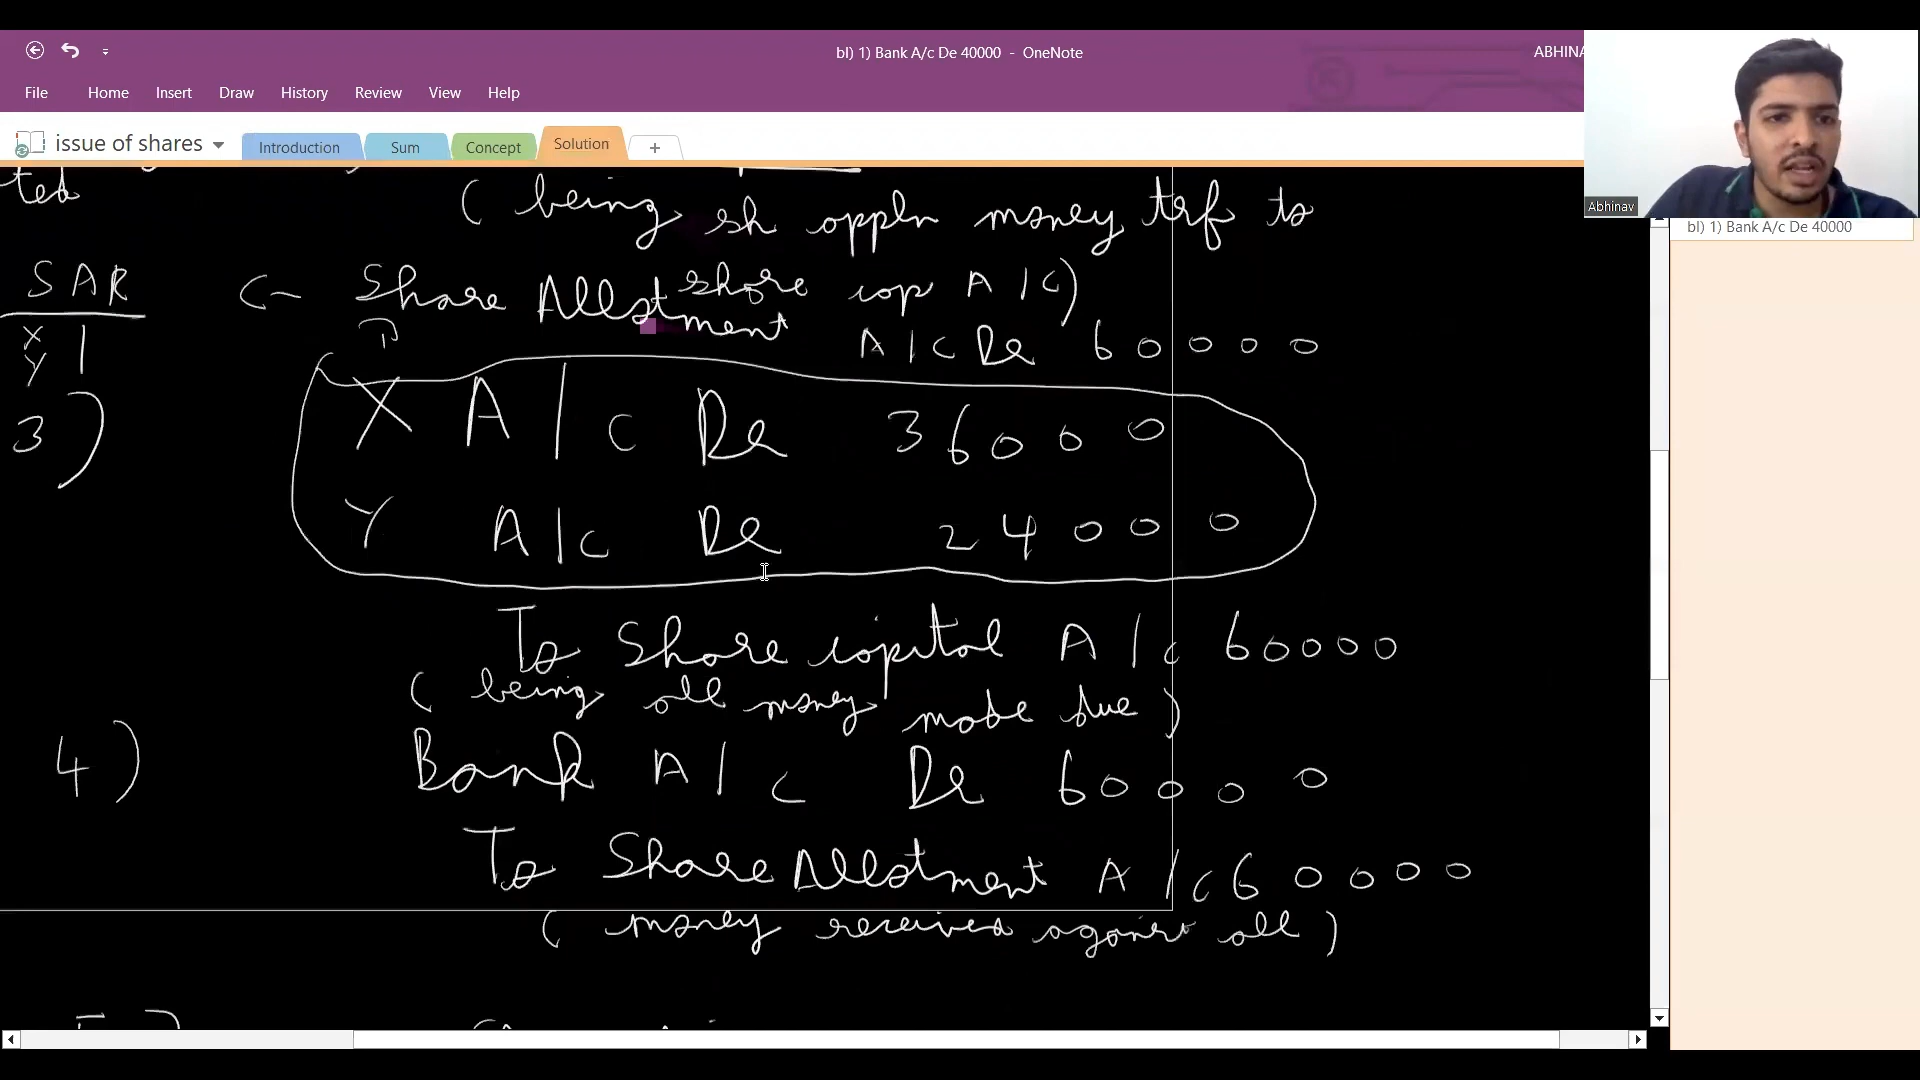 bI) 1) Bank A/c De 40000 - OneNote
ABHINA
File Home Insert Draw History Review View Help
issue of shares
Introduction Sum Concept Solution +
Abhinav
bI) 1) Bank A/c De 40000
ted
( being sh appln money trf to
share cap A/c)
SAR
Share Allotment A/c De 60000
X
Y
3)
X A/c De 36000
Y A/c De 24000
To Share capital A/c 60000
( being all money made due )
4) Bank A/c De 60000
To Share Allotment A/c 60000
( money received against all )